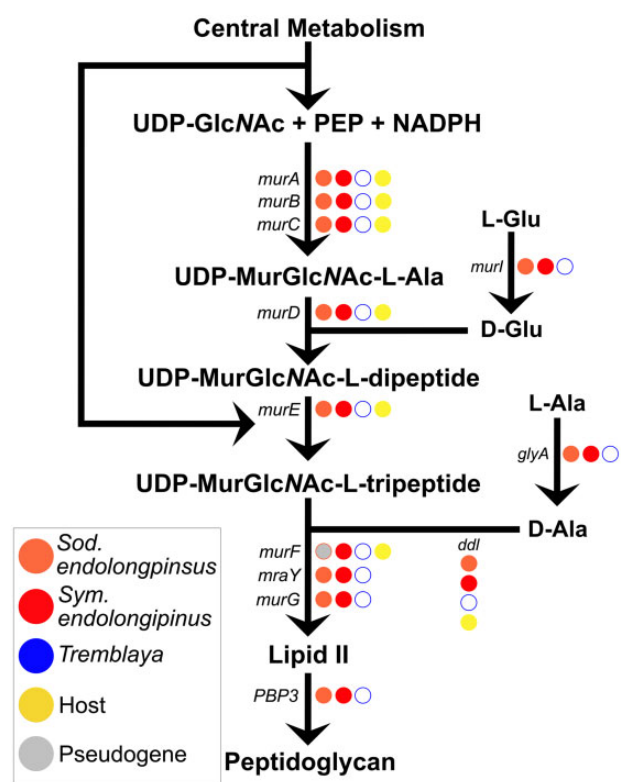 Central Metabolism
UDP-GlcNAc + PEP + NADPH
murA
murB
murC
L-Glu
murI
UDP-MurGlcNAc-L-Ala
murD
D-Glu
UDP-MurGlcNAc-L-dipeptide
murE
L-Ala
glyA
UDP-MurGlcNAc-L-tripeptide
D-Ala
murF
ddl
mraY
murG
Lipid II
PBP3
Peptidoglycan
Sod.
endolongpinsus
Sym.
endolongipinus
Tremblaya
Host
Pseudogene